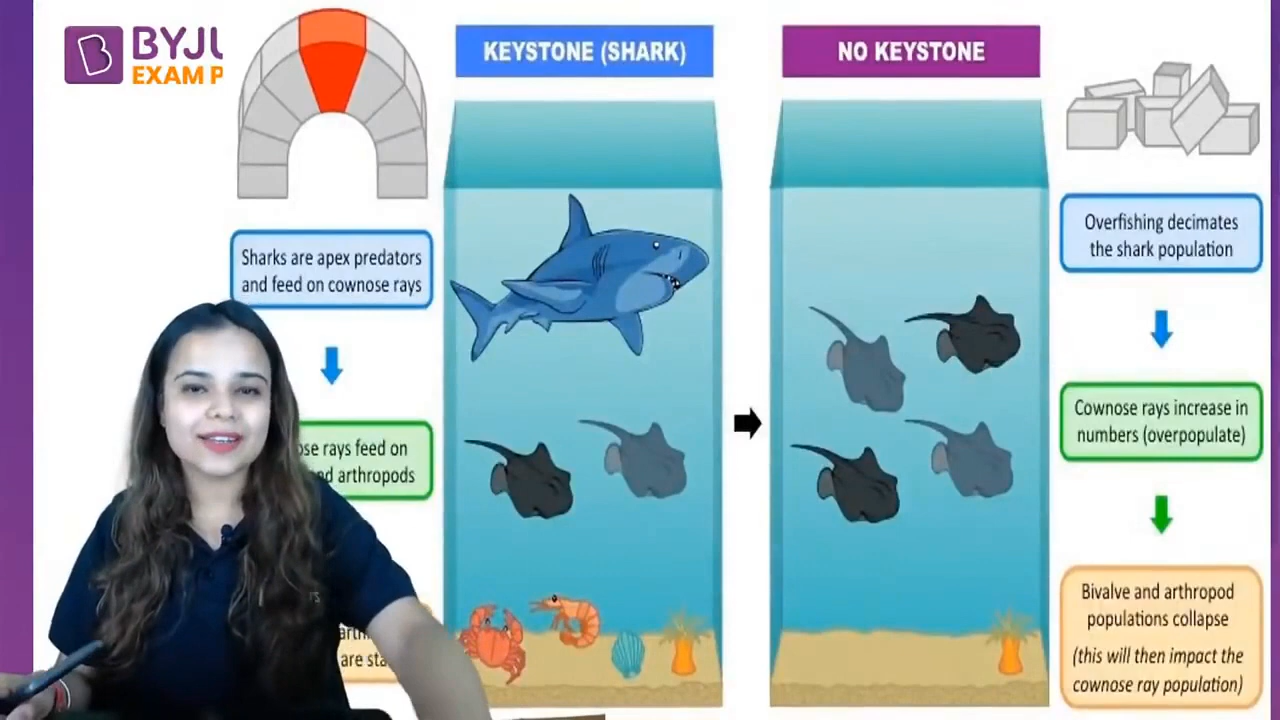 BYJU
EXAM P
KEYSTONE (SHARK)
NO KEYSTONE
Sharks are apex predators
and feed on cownose rays
ose rays feed on
nd arthropods
are sta
Overfishing decimates
the shark population
Cownose rays increase in
numbers (overpopulate)
Bivalve and arthropod
populations collapse
(this will then impact the
cownose ray population)